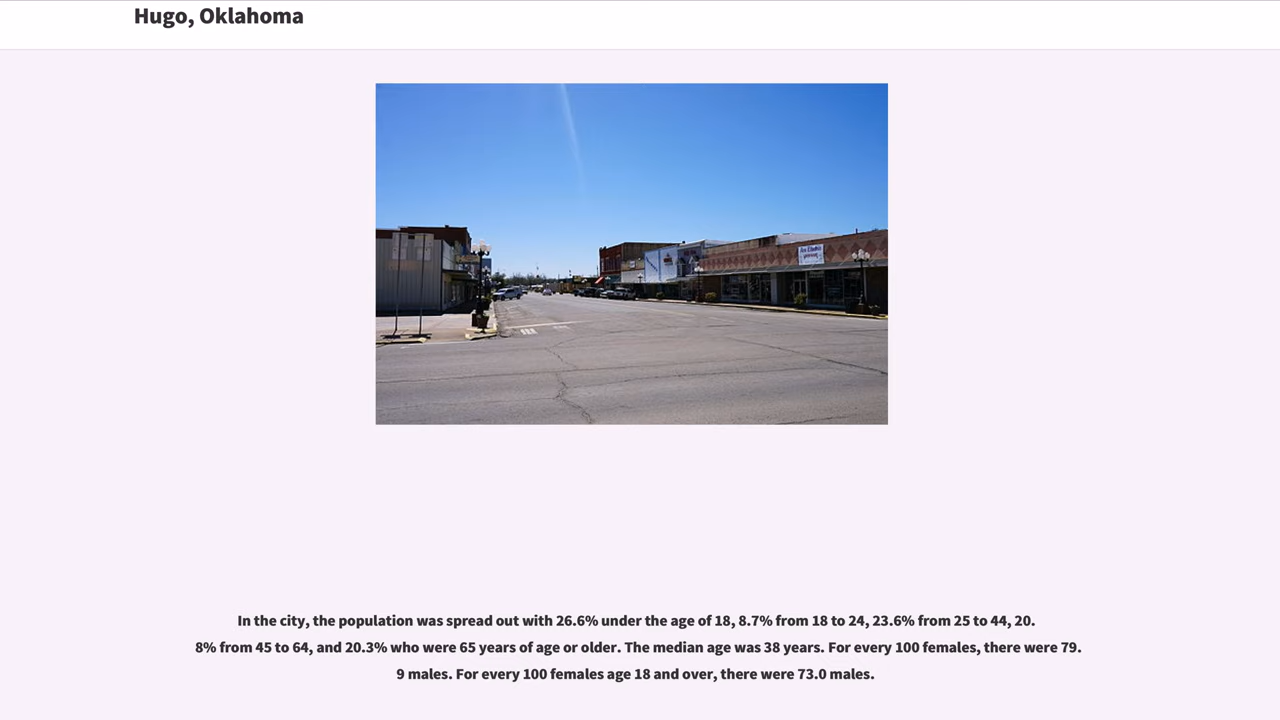 Hugo, Oklahoma
In the city, the population was spread out with 26.6% under the age of 18, 8.7% from 18 to 24, 23.6% from 25 to 44, 20.
8% from 45 to 64, and 20.3% who were 65 years of age or older. The median age was 38 years. For every 100 females, there were 79.
9 males. For every 100 females age 18 and over, there were 73.0 males.